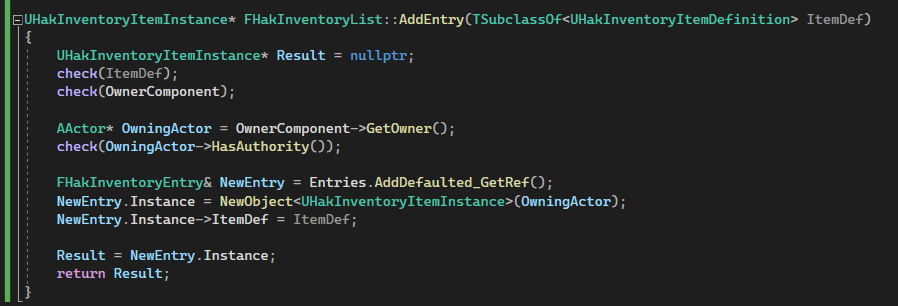 UHakInventoryItemInstance* FHakInventoryList::AddEntry(TSubclassOf<UHakInventoryItemDefinition> ItemDef)
{
    UHakInventoryItemInstance* Result = nullptr;
    check(ItemDef);
    check(OwnerComponent);

    AActor* OwningActor = OwnerComponent->GetOwner();
    check(OwningActor->HasAuthority());

    FHakInventoryEntry& NewEntry = Entries.AddDefaulted_GetRef();
    NewEntry.Instance = NewObject<UHakInventoryItemInstance>(OwningActor);
    NewEntry.Instance->ItemDef = ItemDef;

    Result = NewEntry.Instance;
    return Result;
}